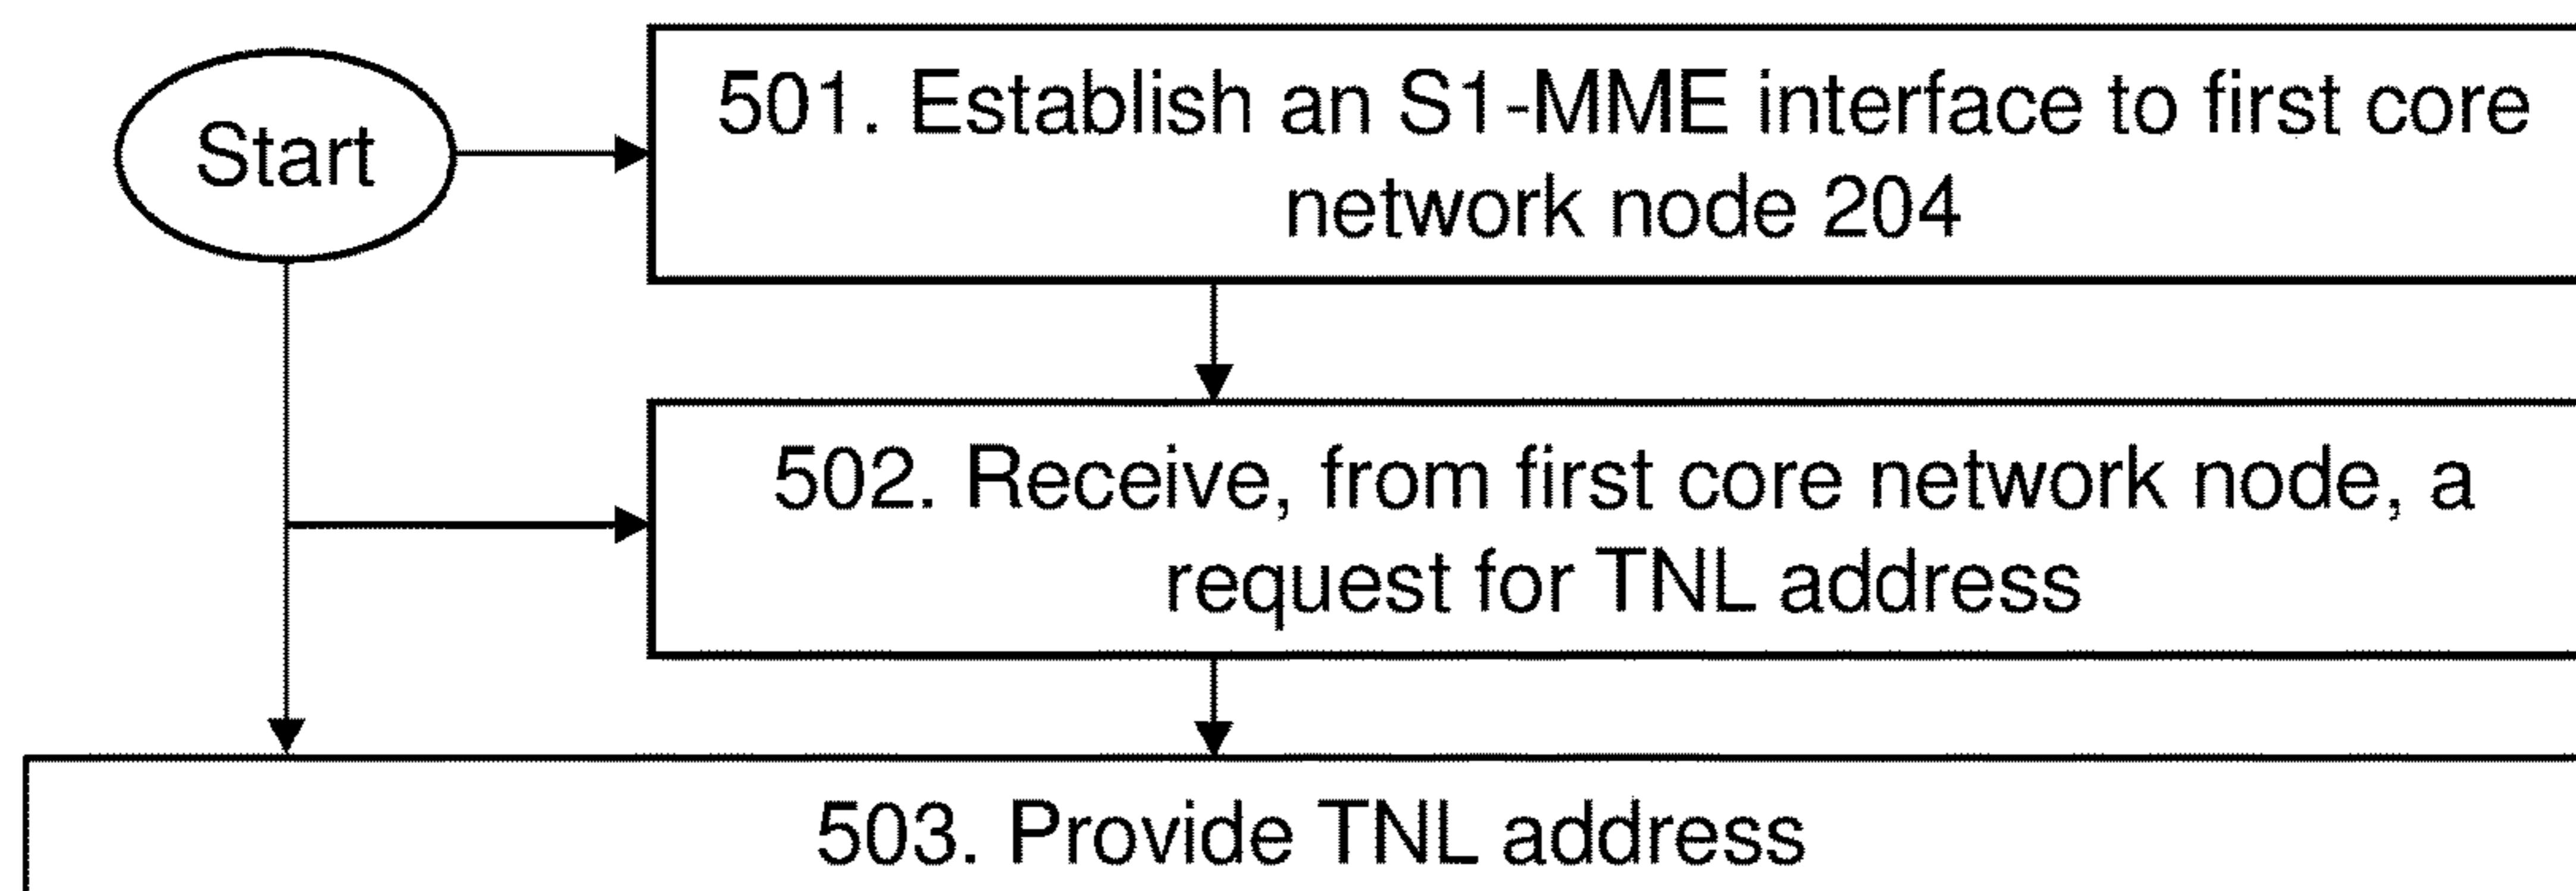 Start
501. Establish an S1-MME interface to first core
network node 204
502. Receive, from first core network node, a
request for TNL address
503. Provide TNL address